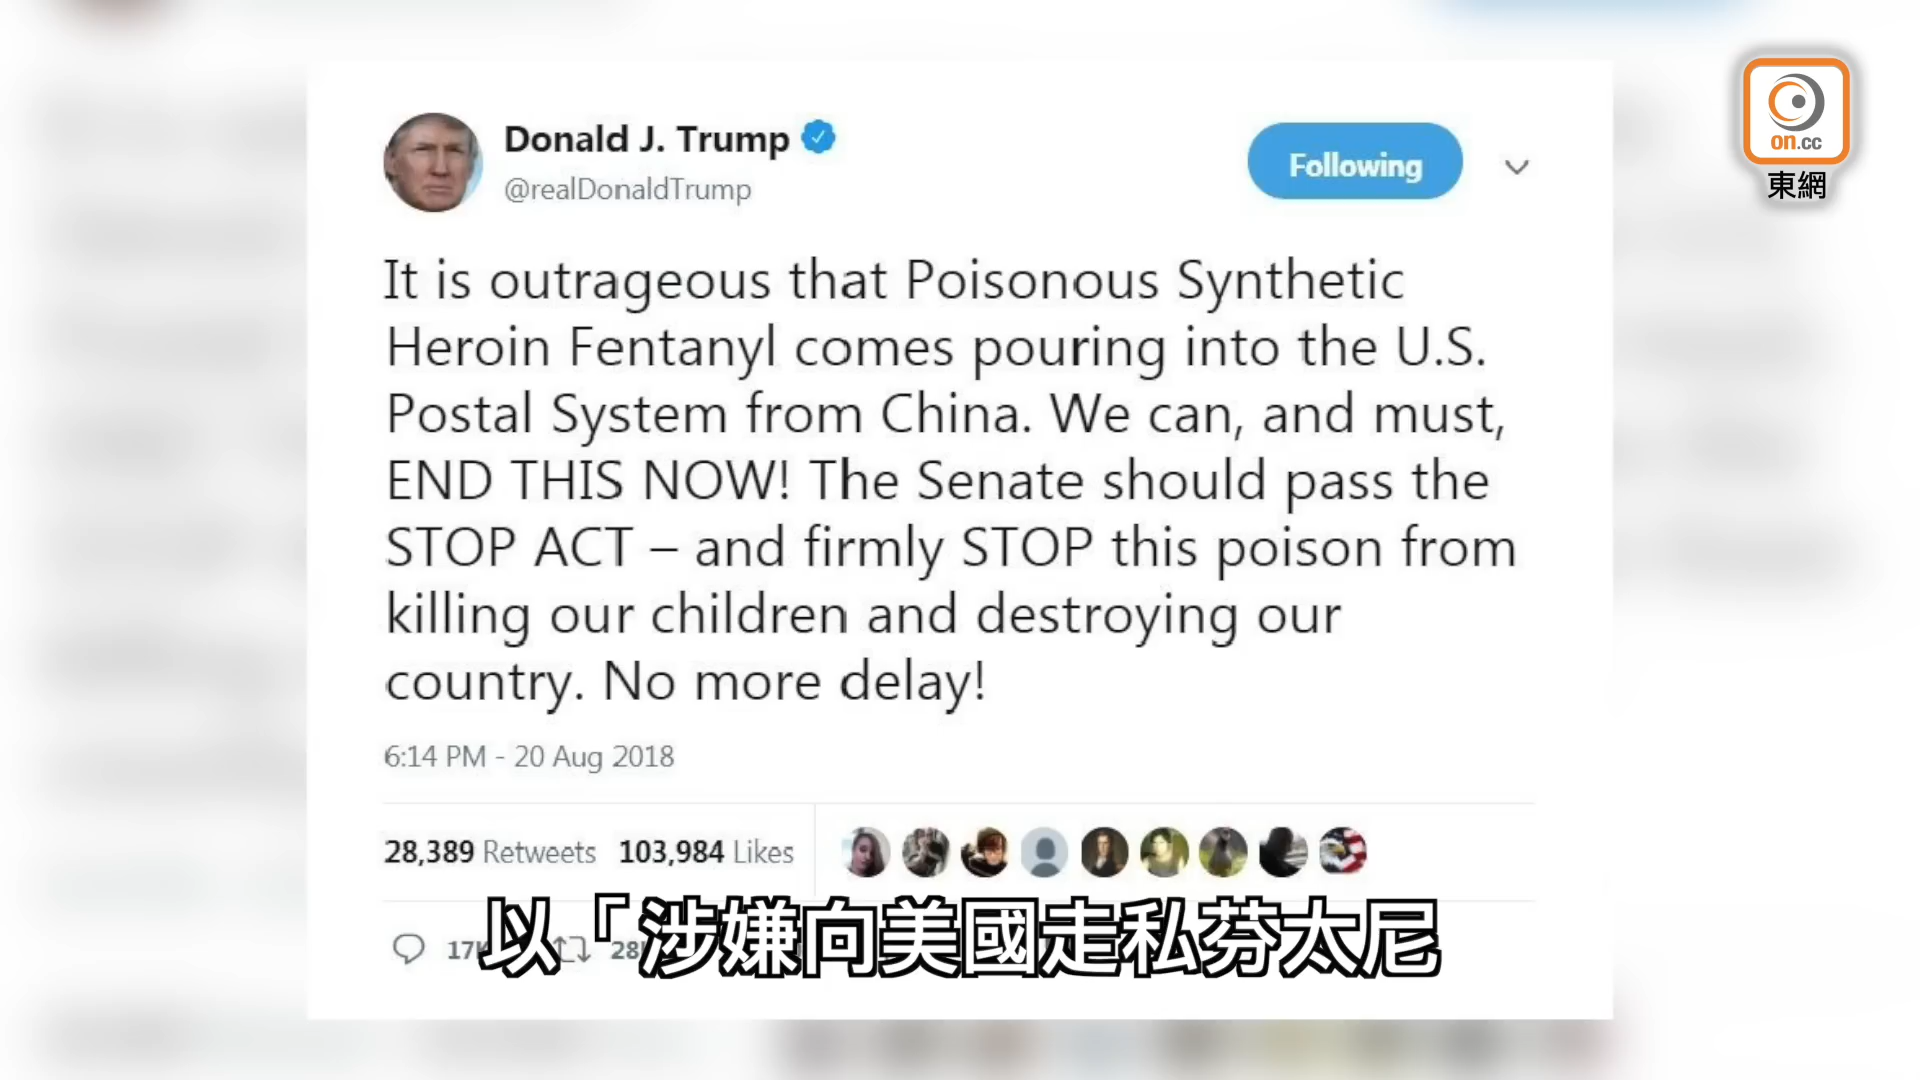 Donald J. Trump
@realDonaldTrump
Following
on.cc
東網
It is outrageous that Poisonous Synthetic
Heroin Fentanyl comes pouring into the U.S.
Postal System from China. We can, and must,
END THIS NOW! The Senate should pass the
STOP ACT – and firmly STOP this poison from
killing our children and destroying our
country. No more delay!
6:14 PM - 20 Aug 2018
28,389 Retweets 103,984 Likes
17K 28
以「涉嫌向美國走私芬太尼